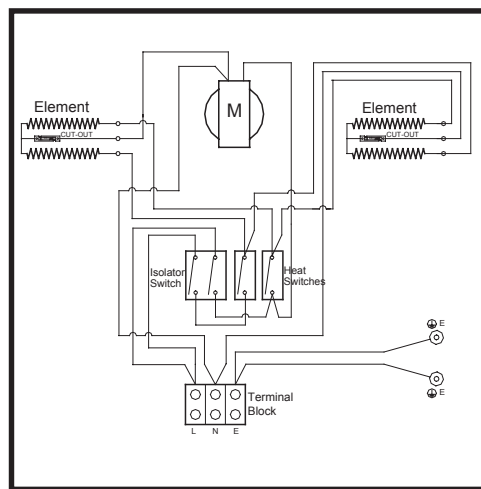 Element
CUT-OUT
M
Element
CUT-OUT
Isolator
Switch
Heat
Switches
E
E
Terminal
Block
L N E